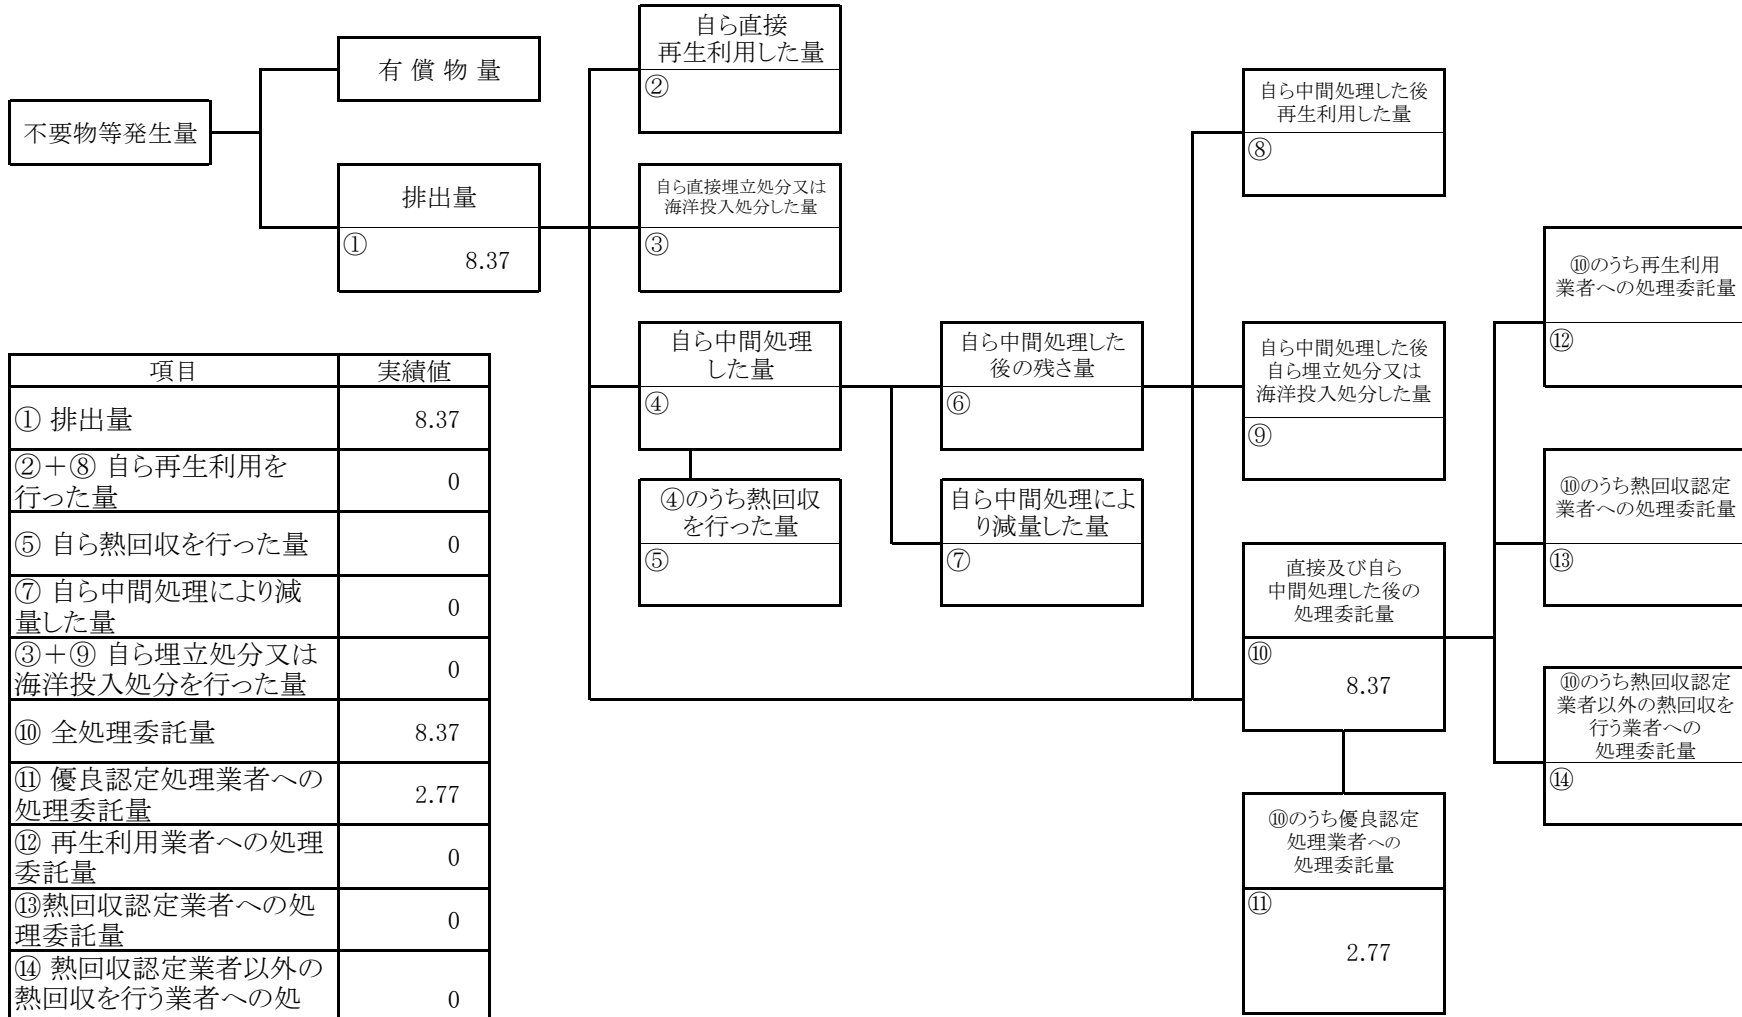 自ら直接
再生利用した量
②
有 償 物 量
不要物等発生量
排出量
①
8.37
自ら直接埋立処分又は
海洋投入処分した量
③
自ら中間処理した後
再生利用した量
⑧
自ら中間処理
した量
④
自ら中間処理した
後の残さ量
⑥
自ら中間処理した後
自ら埋立処分又は
海洋投入処分した量
⑨
④のうち熱回収
を行った量
⑤
自ら中間処理によ
り減量した量
⑦
直接及び自ら
中間処理した後の
処理委託量
⑩
8.37
⑩のうち優良認定
処理業者への
処理委託量
⑪
2.77
⑩のうち再生利用
業者への処理委託量
⑫
⑩のうち熱回収認定
業者への処理委託量
⑬
⑩のうち熱回収認定
業者以外の熱回収を
行う業者への
処理委託量
⑭
項目 実績値
① 排出量 8.37
②＋⑧ 自ら再生利用を
行った量 0
⑤ 自ら熱回収を行った量 0
⑦ 自ら中間処理により減
量した量 0
③＋⑨ 自ら埋立処分又は
海洋投入処分を行った量 0
⑩ 全処理委託量 8.37
⑪ 優良認定処理業者への
処理委託量 2.77
⑫ 再生利用業者への処理
委託量 0
⑬熱回収認定業者への処
理委託量 0
⑭ 熱回収認定業者以外の
熱回収を行う業者への処 0